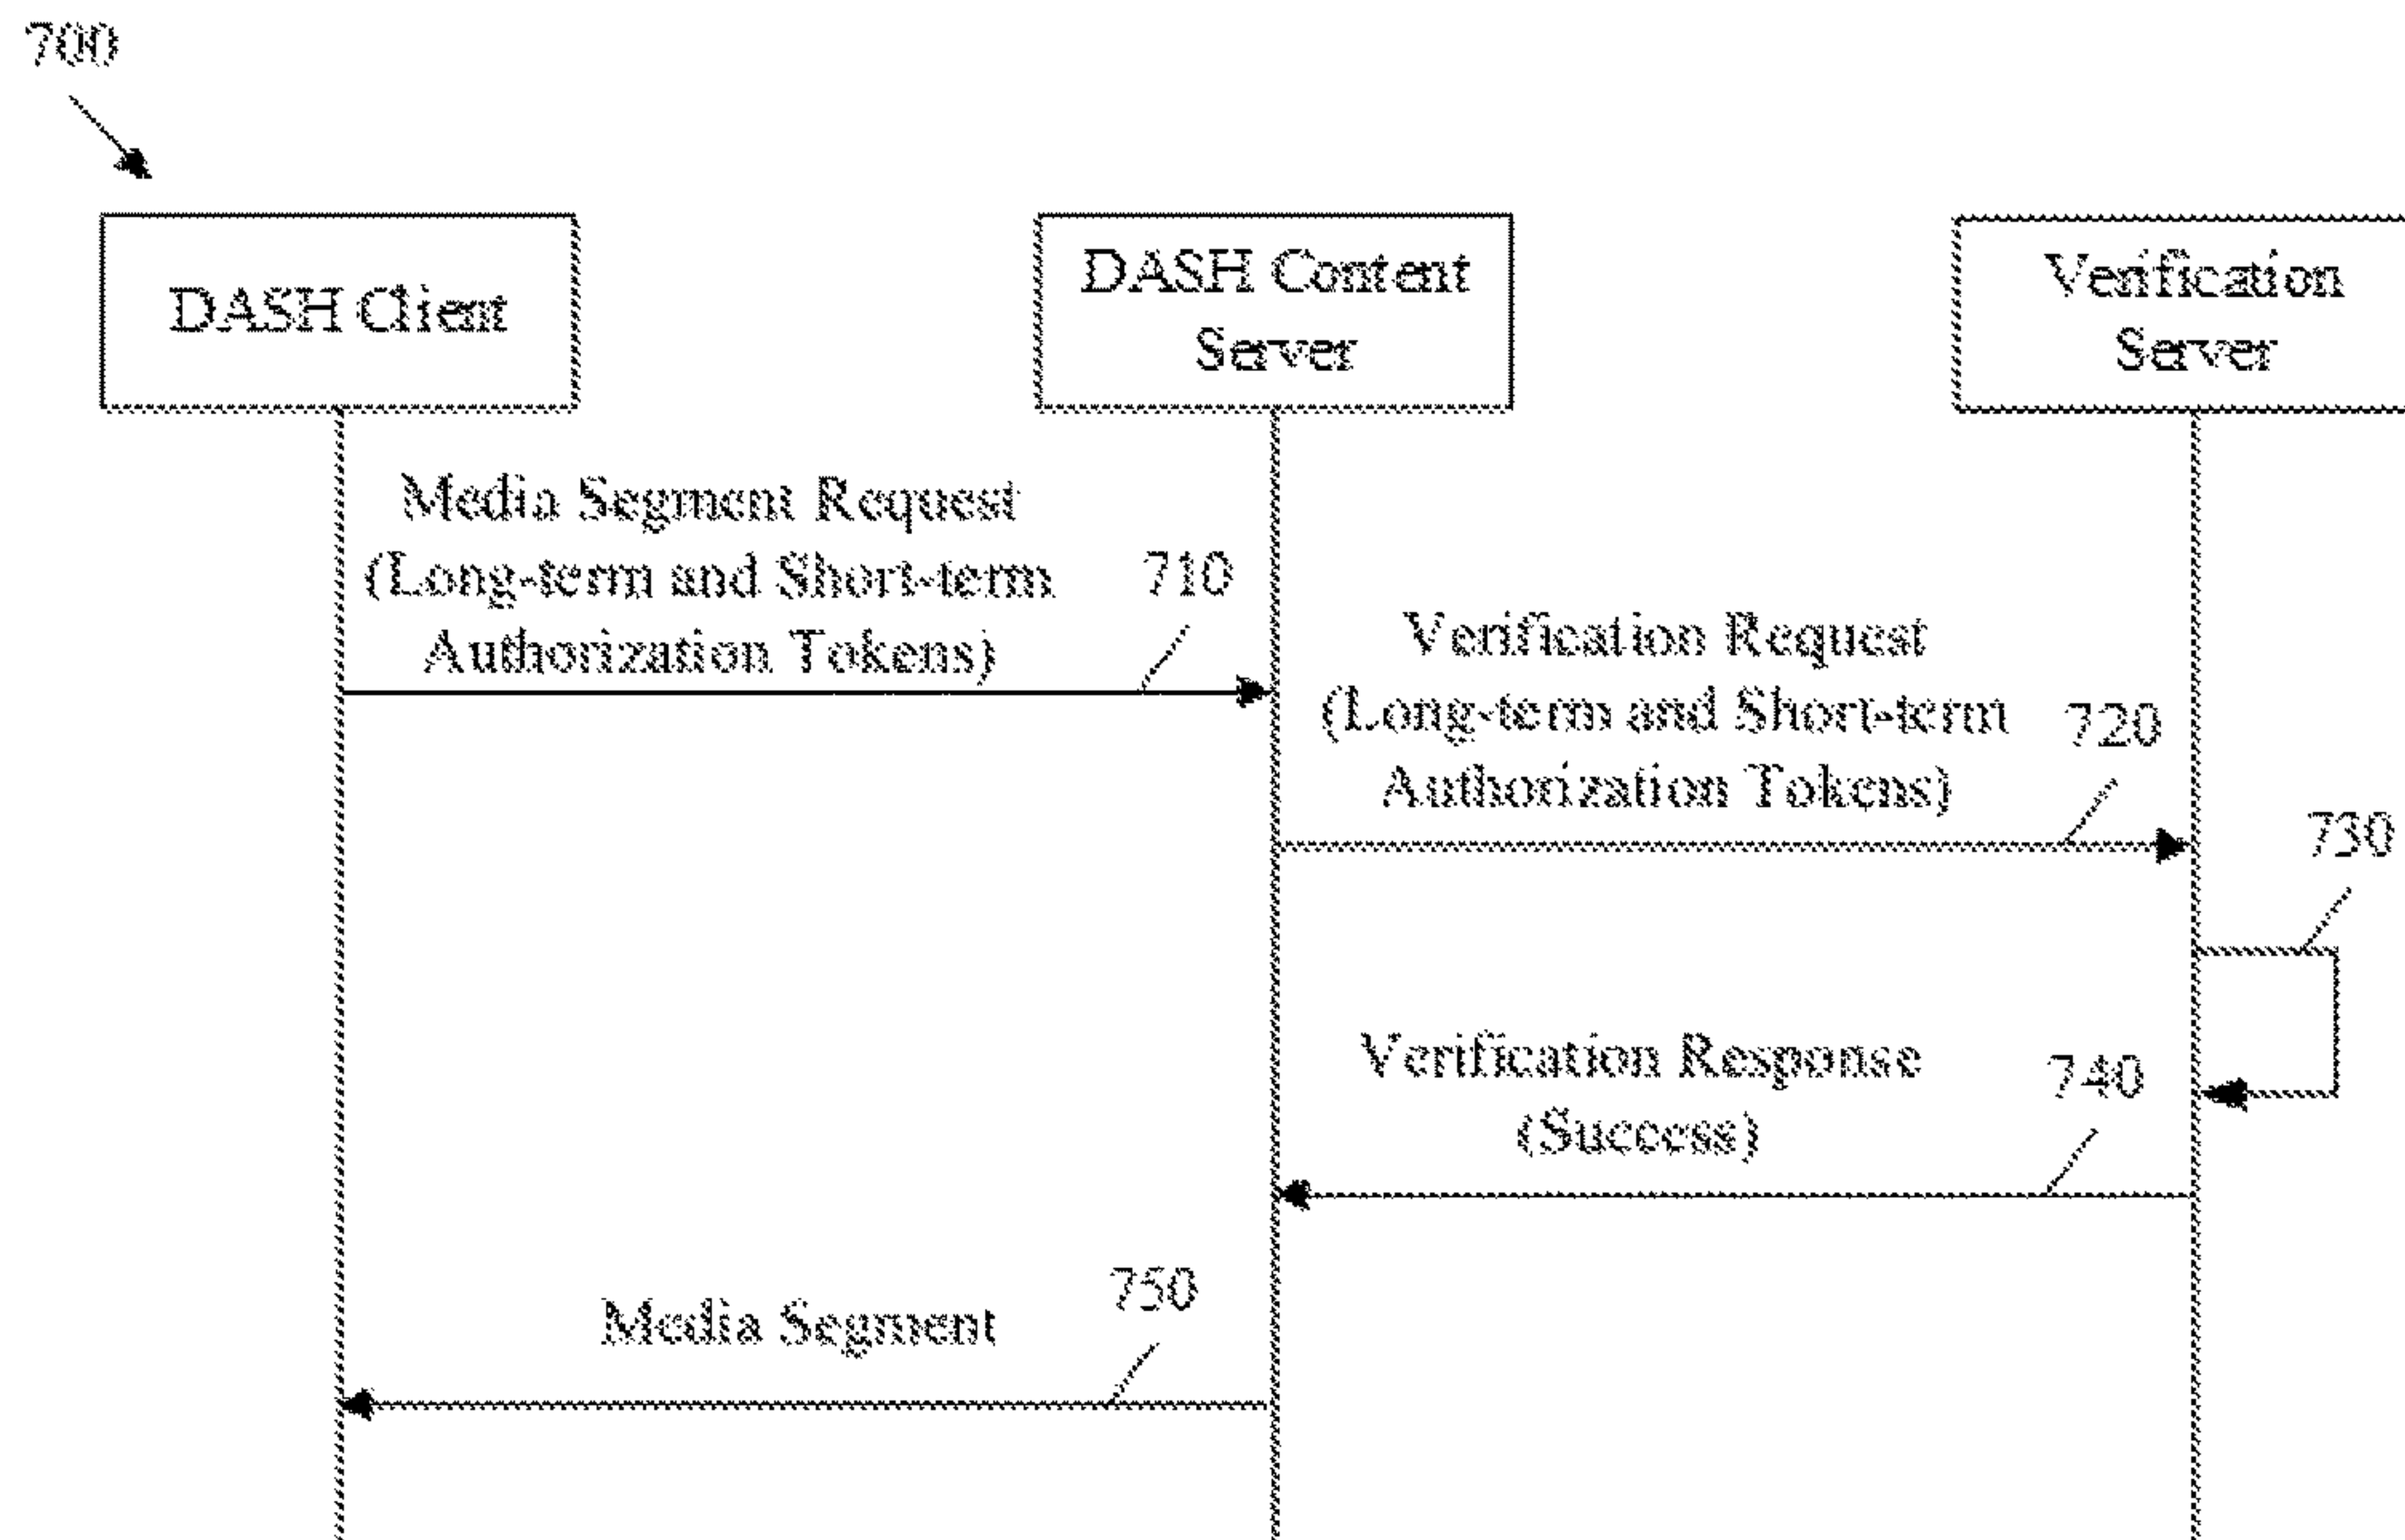 700
DASH Client
DASH Content
Server
Verification
Server
Media Segment Request
(Long-term and Short-term
Authorization Tokens)
710
Verification Request
(Long-term and Short-term
Authorization Tokens)
720
730
Verification Response
(Success)
740
Media Segment
750